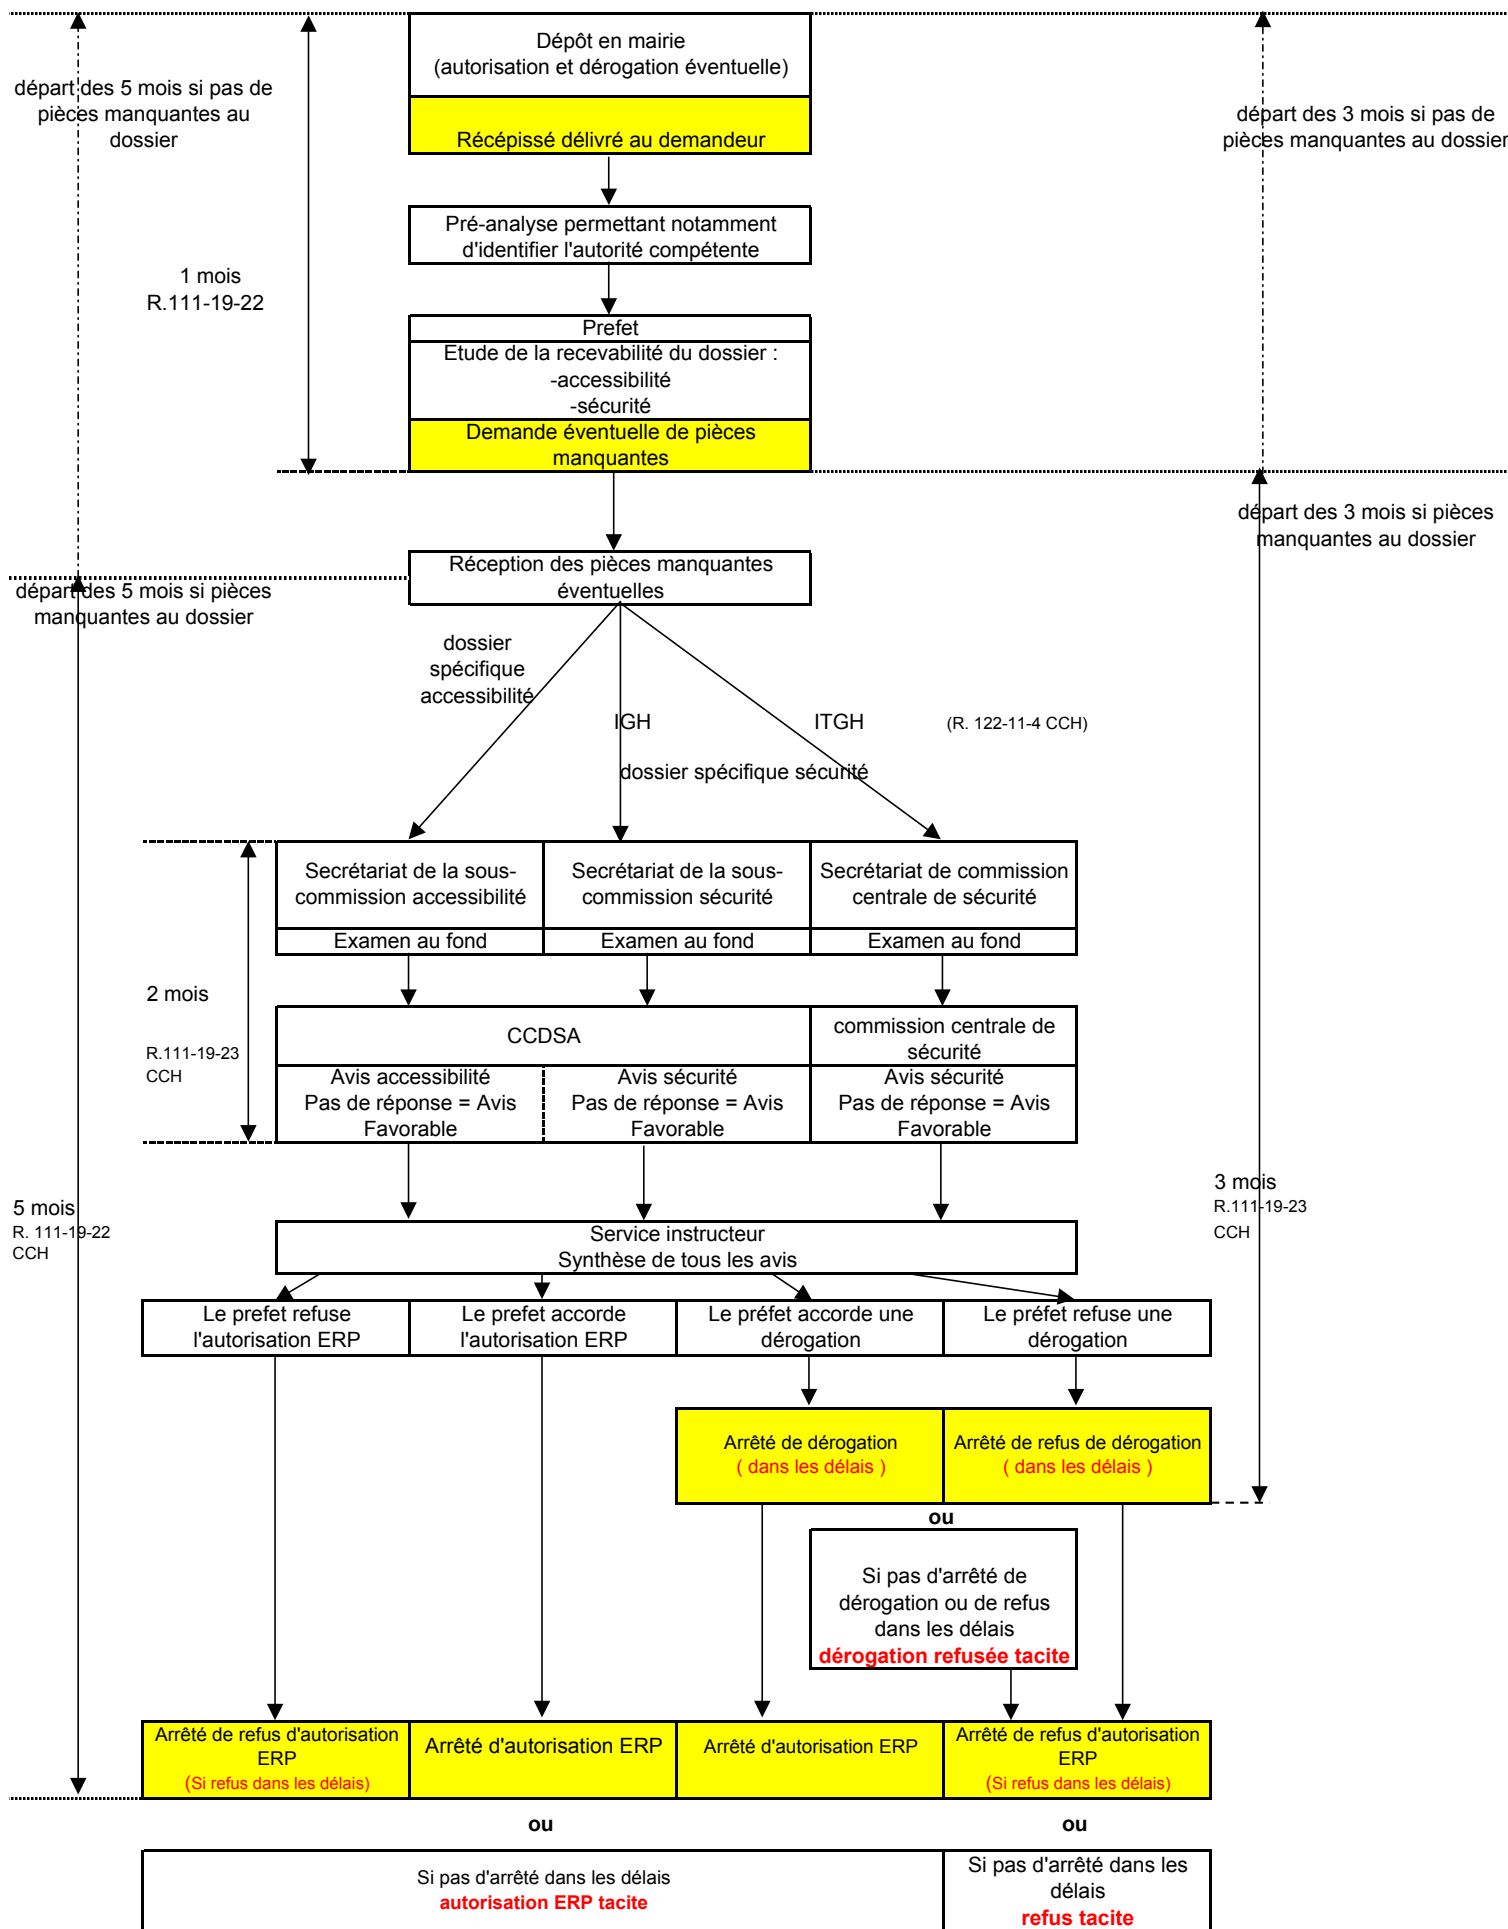 Dépôt en mairie
(autorisation et dérogation éventuelle)
départ des 5 mois si pas de
pièces manquantes au
dossier
départ des 3 mois si pas de
pièces manquantes au dossier
Récépissé délivré au demandeur
Pré-analyse permettant notamment
d'identifier l'autorité compétente
1 mois
R.111-19-22
Prefet
Etude de la recevabilité du dossier :
-accessibilité
-sécurité
Demande éventuelle de pièces
manquantes
départ des 3 mois si pièces
manquantes au dossier
Réception des pièces manquantes
éventuelles
départ des 5 mois si pièces
manquantes au dossier
dossier
spécifique
accessibilité
IGH
ITGH
(R. 122-11-4 CCH)
dossier spécifique sécurité
Secrétariat de la sous-
commission accessibilité
Secrétariat de la sous-
commission sécurité
Secrétariat de commission
centrale de sécurité
Examen au fond
Examen au fond
Examen au fond
2 mois
R.111-19-23
CCH
CCDSA
commission centrale de
sécurité
Avis accessibilité
Pas de réponse = Avis
Favorable
Avis sécurité
Pas de réponse = Avis
Favorable
Avis sécurité
Pas de réponse = Avis
Favorable
5 mois
R. 111-19-22
CCH
3 mois
R.111-19-23
CCH
Service instructeur
Synthèse de tous les avis
Le prefet refuse
l'autorisation ERP
Le prefet accorde
l'autorisation ERP
Le préfet accorde une
dérogation
Le préfet refuse une
dérogation
Arrêté de dérogation
( dans les délais )
Arrêté de refus de dérogation
( dans les délais )
ou
Si pas d'arrêté de
dérogation ou de refus
dans les délais
dérogation refusée tacite
Arrêté de refus d'autorisation
ERP
(Si refus dans les délais)
Arrêté d'autorisation ERP
Arrêté d'autorisation ERP
Arrêté de refus d'autorisation
ERP
(Si refus dans les délais)
ou
ou
Si pas d'arrêté dans les délais
autorisation ERP tacite
Si pas d'arrêté dans les
délais
refus tacite